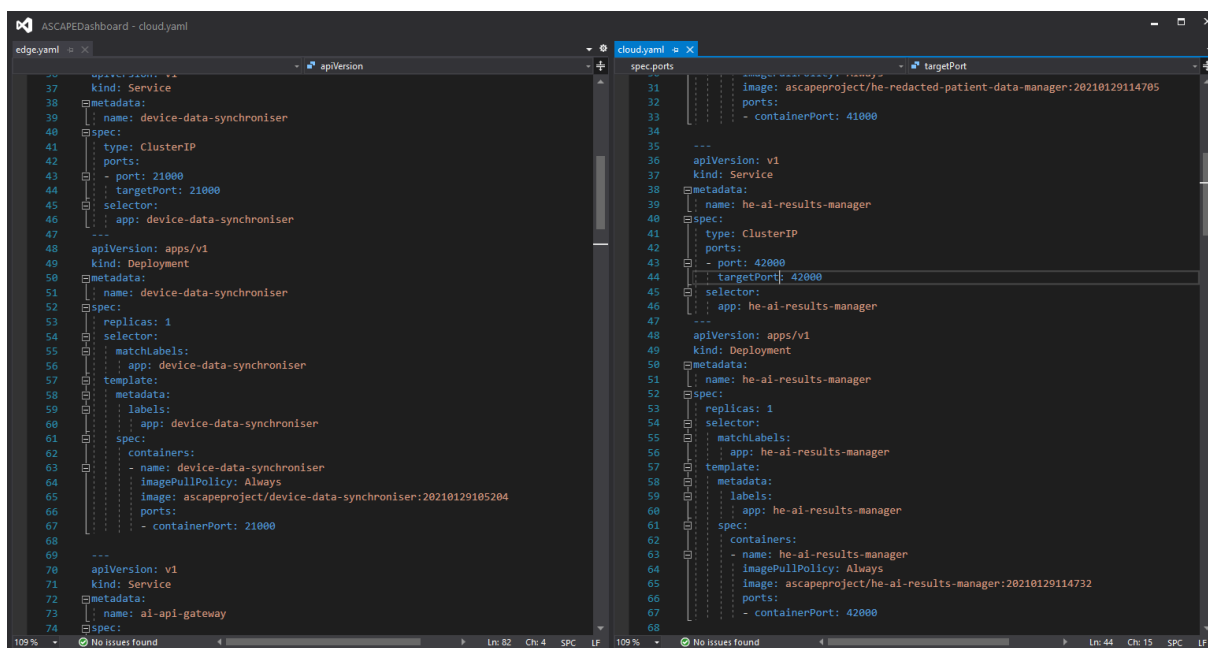 ASCAPEDashboard - cloud.yaml
edge.yaml
apiVersion
36 apiVersion: v1
37 kind: Service
38 metadata:
39 name: device-data-synchroniser
40 spec:
41 type: ClusterIP
42 ports:
43 - port: 21000
44 targetPort: 21000
45 selector:
46 app: device-data-synchroniser
47 ---
48 apiVersion: apps/v1
49 kind: Deployment
50 metadata:
51 name: device-data-synchroniser
52 spec:
53 replicas: 1
54 selector:
55 matchLabels:
56 app: device-data-synchroniser
57 template:
58 metadata:
59 labels:
60 app: device-data-synchroniser
61 spec:
62 containers:
63 - name: device-data-synchroniser
64 imagePullPolicy: Always
65 image: ascapeproject/device-data-synchroniser:20210129105204
66 ports:
67 - containerPort: 21000
68
69 ---
70 apiVersion: v1
71 kind: Service
72 metadata:
73 name: ai-api-gateway
74 spec:
109 % No issues found Ln: 82 Ch: 4 SPC LF
cloud.yaml
spec.ports targetPort
30 imagePullPolicy: Always
31 image: ascapeproject/he-redacted-patient-data-manager:20210129114705
32 ports:
33 - containerPort: 41000
34
35 ---
36 apiVersion: v1
37 kind: Service
38 metadata:
39 name: he-ai-results-manager
40 spec:
41 type: ClusterIP
42 ports:
43 - port: 42000
44 targetPort: 42000
45 selector:
46 app: he-ai-results-manager
47 ---
48 apiVersion: apps/v1
49 kind: Deployment
50 metadata:
51 name: he-ai-results-manager
52 spec:
53 replicas: 1
54 selector:
55 matchLabels:
56 app: he-ai-results-manager
57 template:
58 metadata:
59 labels:
60 app: he-ai-results-manager
61 spec:
62 containers:
63 - name: he-ai-results-manager
64 imagePullPolicy: Always
65 image: ascapeproject/he-ai-results-manager:20210129114732
66 ports:
67 - containerPort: 42000
68
109 % No issues found Ln: 44 Ch: 15 SPC LF